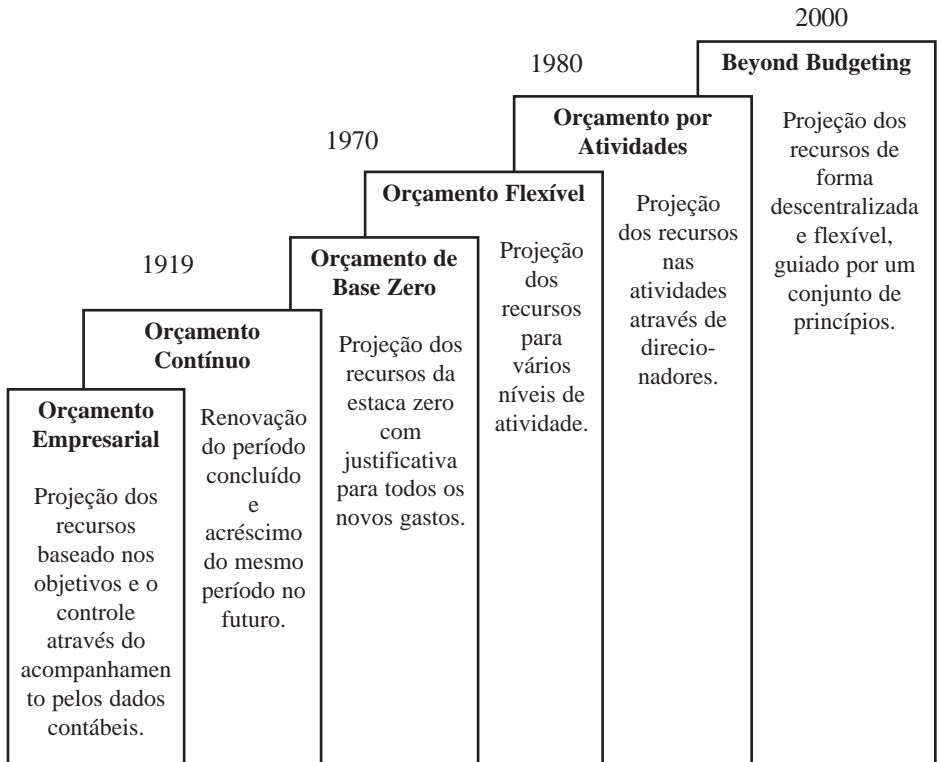 2000
Beyond Budgeting
Projeção dos
recursos de
forma
descentralizada
e flexível,
guiado por um
conjunto de
princípios.
1980
Orçamento por
Atividades
Projeção
dos recursos
nas
atividades
através de
direcio-
nadores.
1970
Orçamento Flexível
Projeção
dos
recursos
para
vários
níveis de
atividade.
Orçamento de
Base Zero
Projeção dos
recursos da
estaca zero
com
justificativa
para todos os
novos gastos.
1919
Orçamento
Contínuo
Renovação
do período
concluído
e
acréscimo
do mesmo
período no
futuro.
Orçamento
Empresarial
Projeção dos
recursos
baseado nos
objetivos e o
controle
através do
acompanhamen
to pelos dados
contábeis.